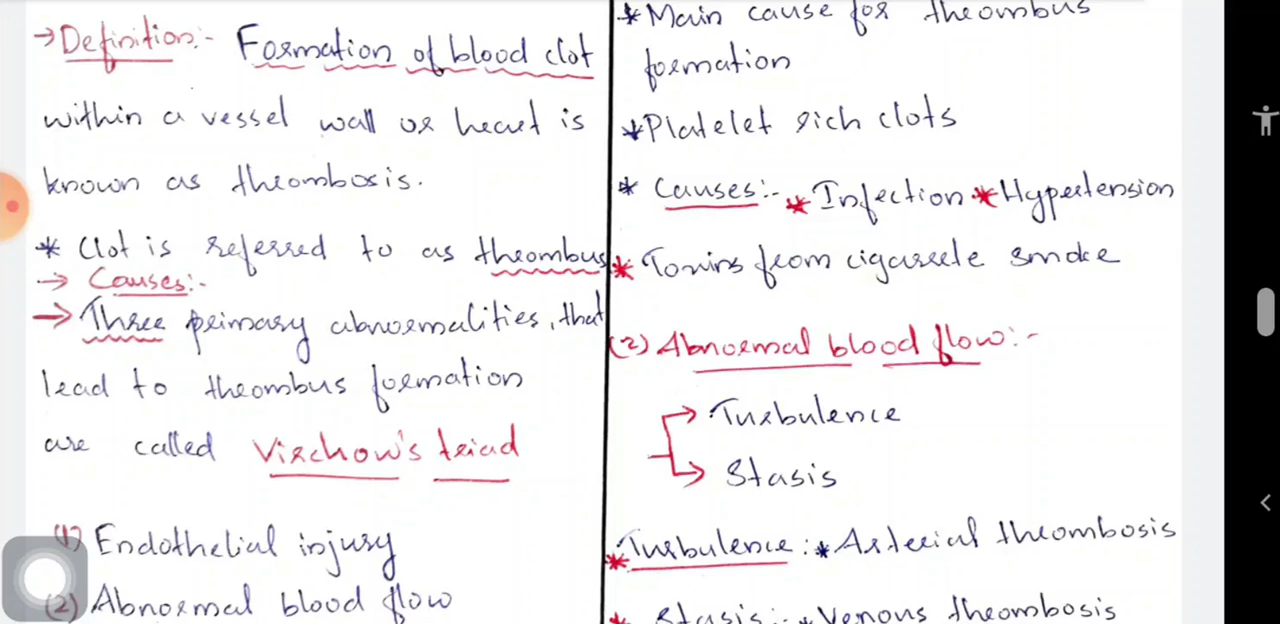 →Definition:- Formation of blood clot
within a vessel wall or heart is
known as thrombosis.
* Clot is referred to as thrombus
→ Causes:-
→ Three primary abnormalities, that
lead to thrombus formation
are called Virchow's triad
(1) Endothelial injury
(2) Abnormal blood flow
* Main cause for thrombus
formation
* Platelet rich clots
* Causes:- * Infection * Hypertension
* Toxins from cigarette smoke
(2) Abnormal blood flow:-
→ Turbulence
→ Stasis
* Turbulence: * Arterial thrombosis
* Stasis:- * Venous thrombosis